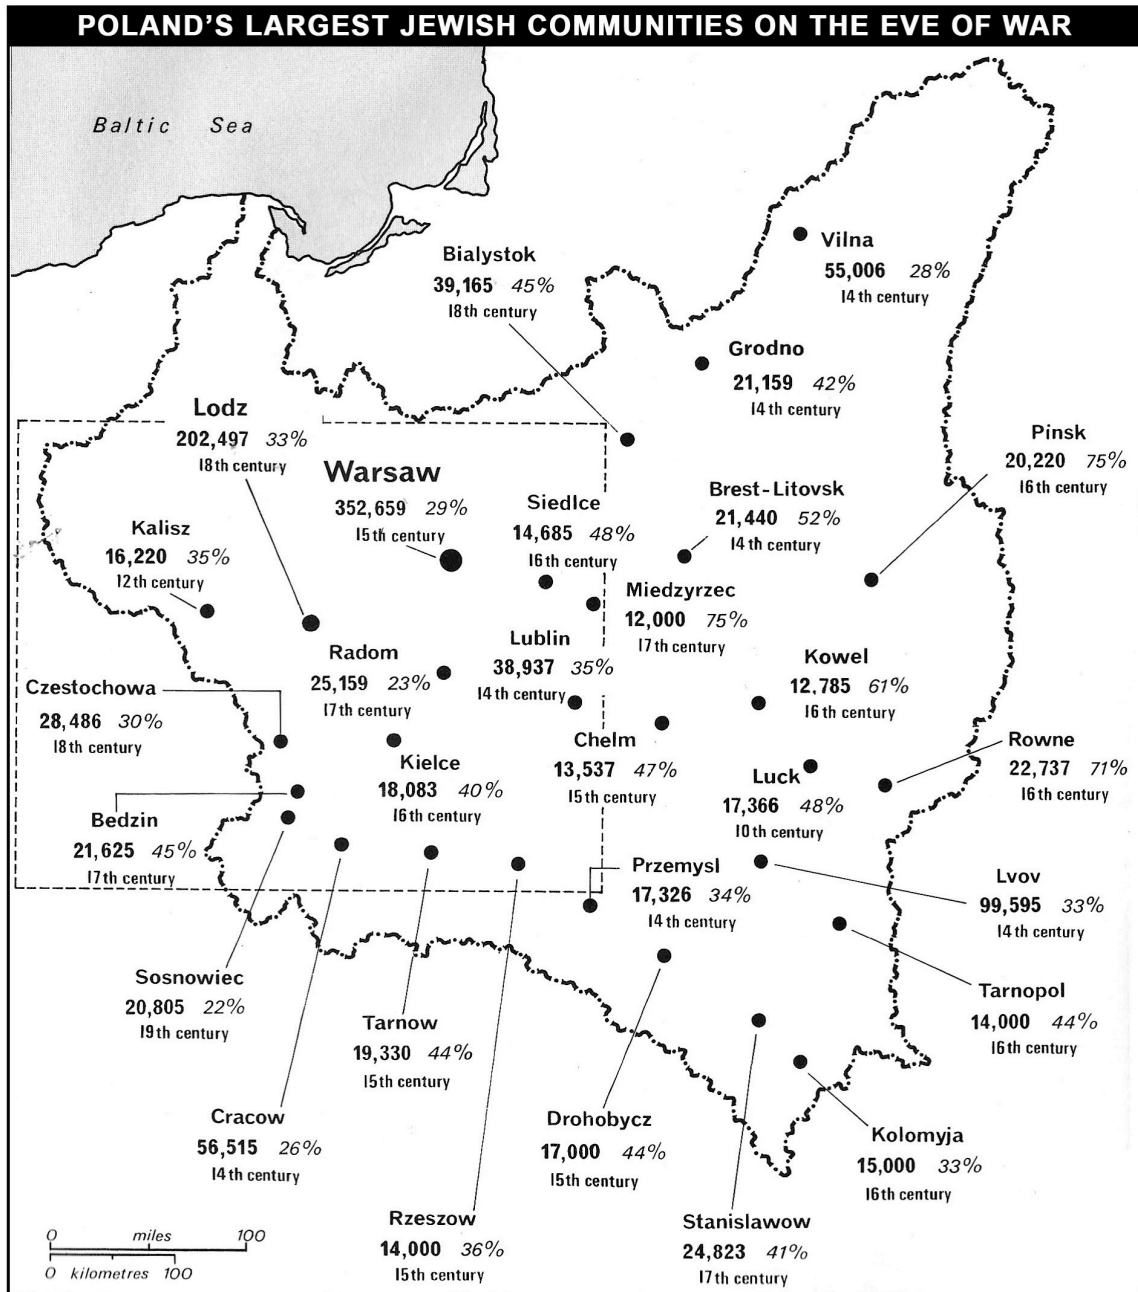 POLAND'S LARGEST JEWISH COMMUNITIES ON THE EVE OF WAR
Baltic Sea
Vilna
55,006 28%
14th century
Bialystok
39,165 45%
18th century
Grodno
21,159 42%
14th century
Lodz
202,497 33%
18th century
Warsaw
352,659 29%
15th century
Siedlce
14,685 48%
16th century
Brest-Litovsk
21,440 52%
14th century
Pinsk
20,220 75%
16th century
Kalisz
16,220 35%
12th century
Miedzyrzec
12,000 75%
17th century
Radom
25,159 23%
17th century
Lublin
38,937 35%
14th century
Kowel
12,785 61%
16th century
Czestochowa
28,486 30%
18th century
Kielce
18,083 40%
16th century
Chelm
13,537 47%
15th century
Luck
17,366 48%
10th century
Rowne
22,737 71%
16th century
Bedzin
21,625 45%
17th century
Przemysl
17,326 34%
14th century
Lvov
99,595 33%
14th century
Sosnowiec
20,805 22%
19th century
Tarnow
19,330 44%
15th century
Tarnopol
14,000 44%
16th century
Cracow
56,515 26%
14th century
Drohobycz
17,000 44%
15th century
Kolomyja
15,000 33%
16th century
Rzeszow
14,000 36%
15th century
Stanislawow
24,823 41%
17th century
0 miles 100
0 kilometres 100